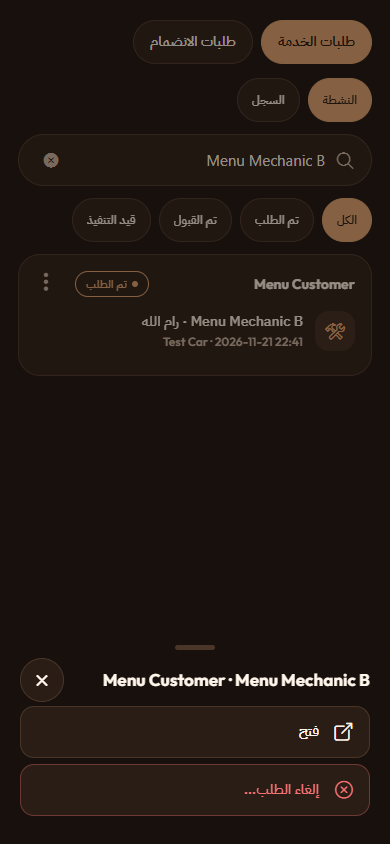 طلبات الخدمة
طلبات الانضمام
النشطة
السجل
Menu Mechanic B
الكل
تم الطلب
تم القبول
قيد التنفيذ
Menu Customer
تم الطلب
Menu Mechanic B · رام الله
Test Car · 2026-11-21 22:41
Menu Customer · Menu Mechanic B
فتح
إلغاء الطلب...